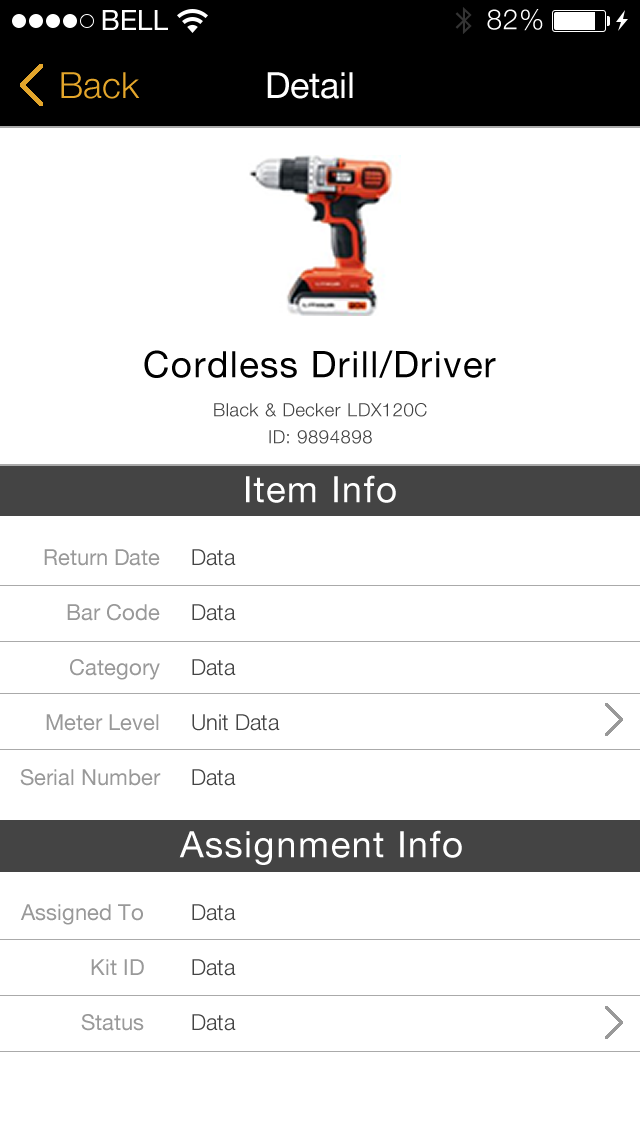 BELL 82%
Back Detail
LITHIUM
Cordless Drill/Driver
Black & Decker LDX120C
ID: 9894898
Item Info
Return Date Data
Bar Code Data
Category Data
Meter Level Unit Data
Serial Number Data
Assignment Info
Assigned To Data
Kit ID Data
Status Data